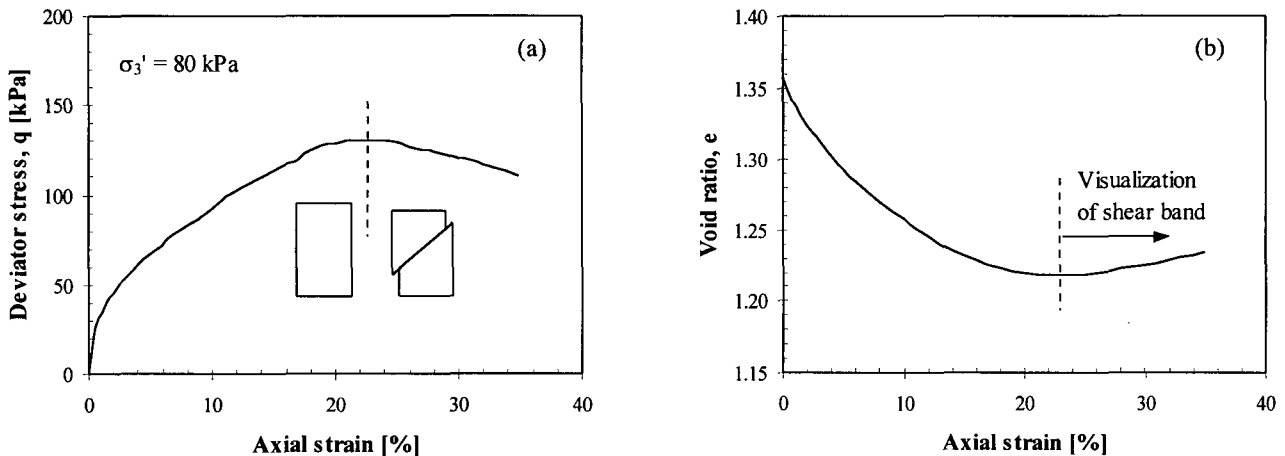 200
150
100
50
0
0
10
20
30
40
Deviator stress, q [kPa]
Axial strain [%]
σ₃' = 80 kPa
(a)
1.40
1.35
1.30
1.25
1.20
1.15
0
10
20
30
40
Void ratio, e
Axial strain [%]
(b)
Visualization
of shear band